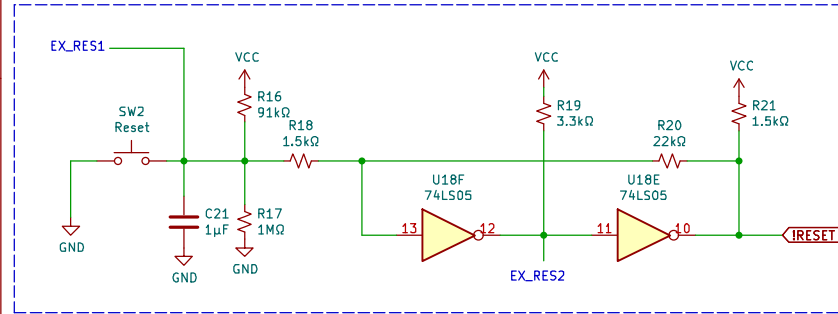 EX_RES1
VCC
VCC
VCC
SW2
Reset
R16
91kΩ
R19
3.3kΩ
R21
1.5kΩ
R18
1.5kΩ
R20
22kΩ
U18F
74LS05
U18E
74LS05
C21
1µF
R17
1MΩ
13
12
11
10
!RESET
GND
GND
GND
EX_RES2